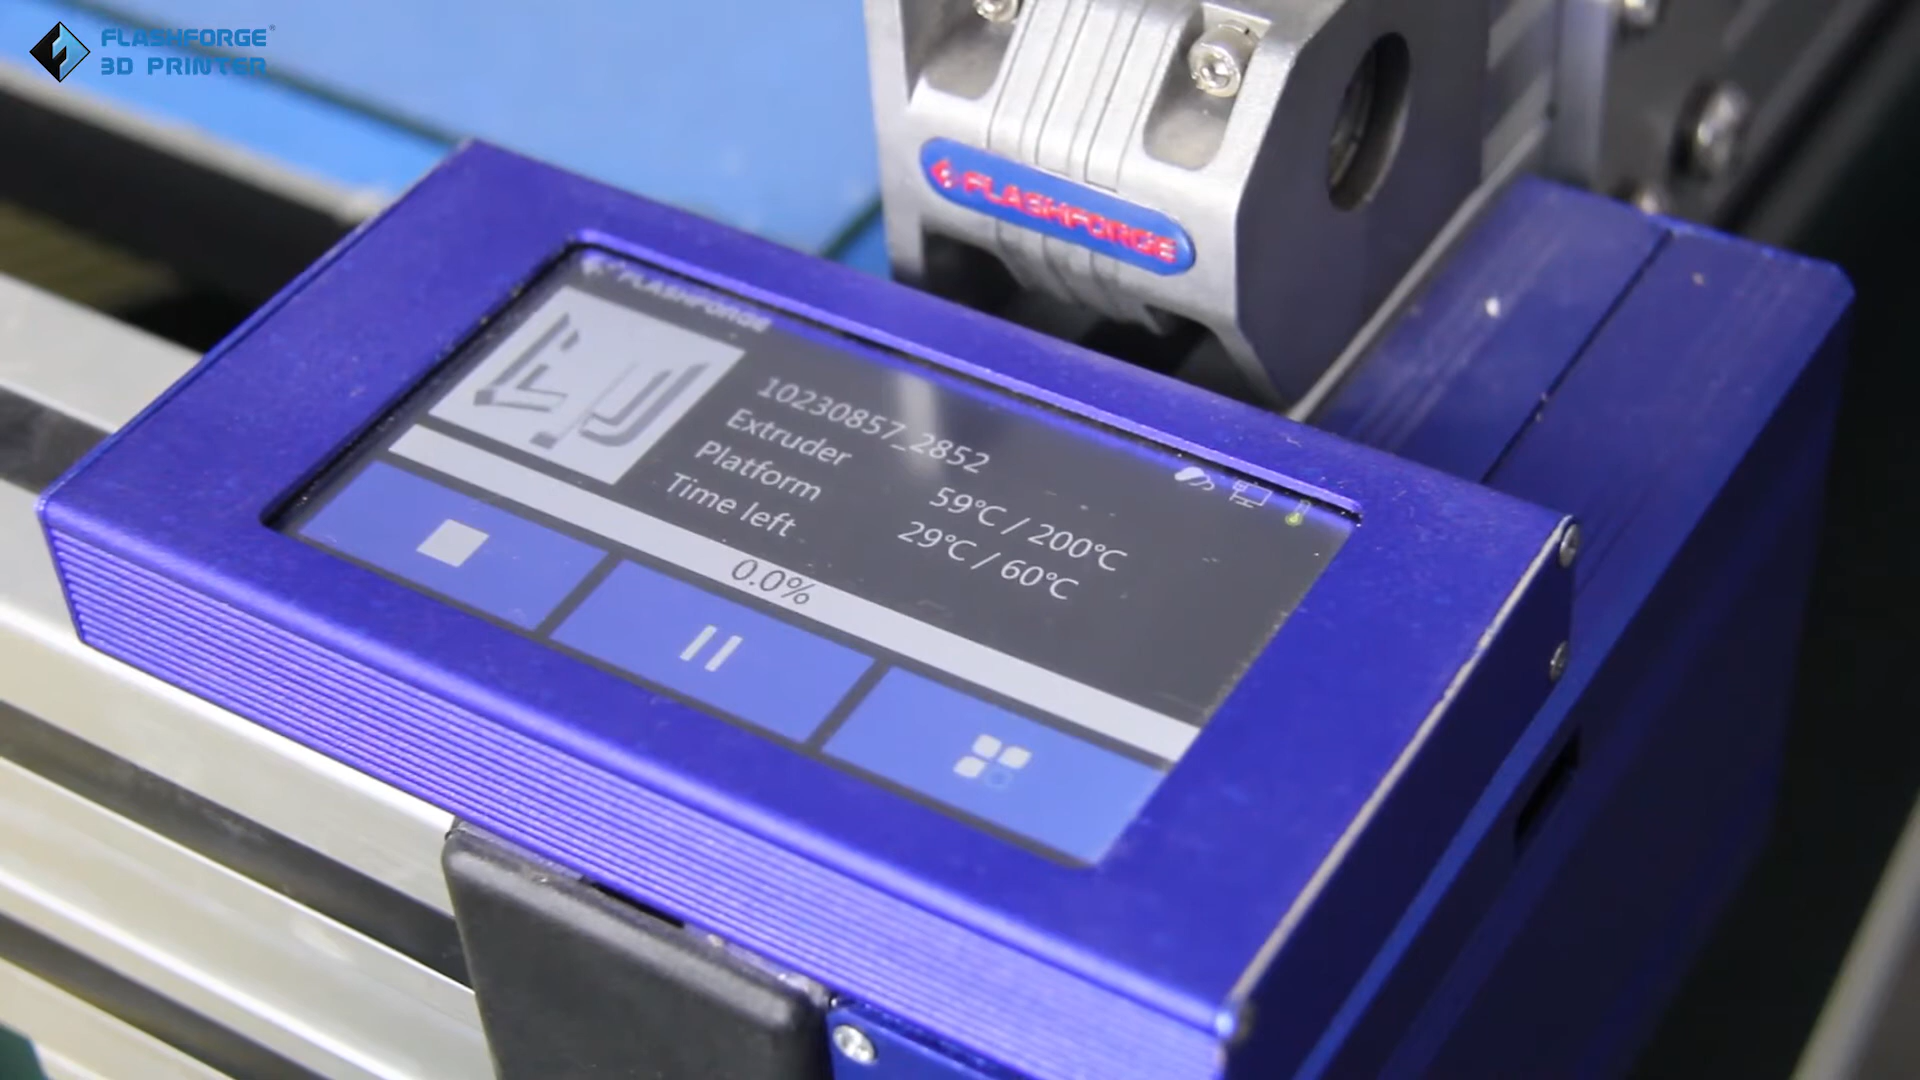 FLASHFORGE
3D PRINTER
FLASHFORGE
FLASHFORGE
10230857_2852
Extruder 59℃ / 200℃
Platform 29℃ / 60℃
Time left
0.0%